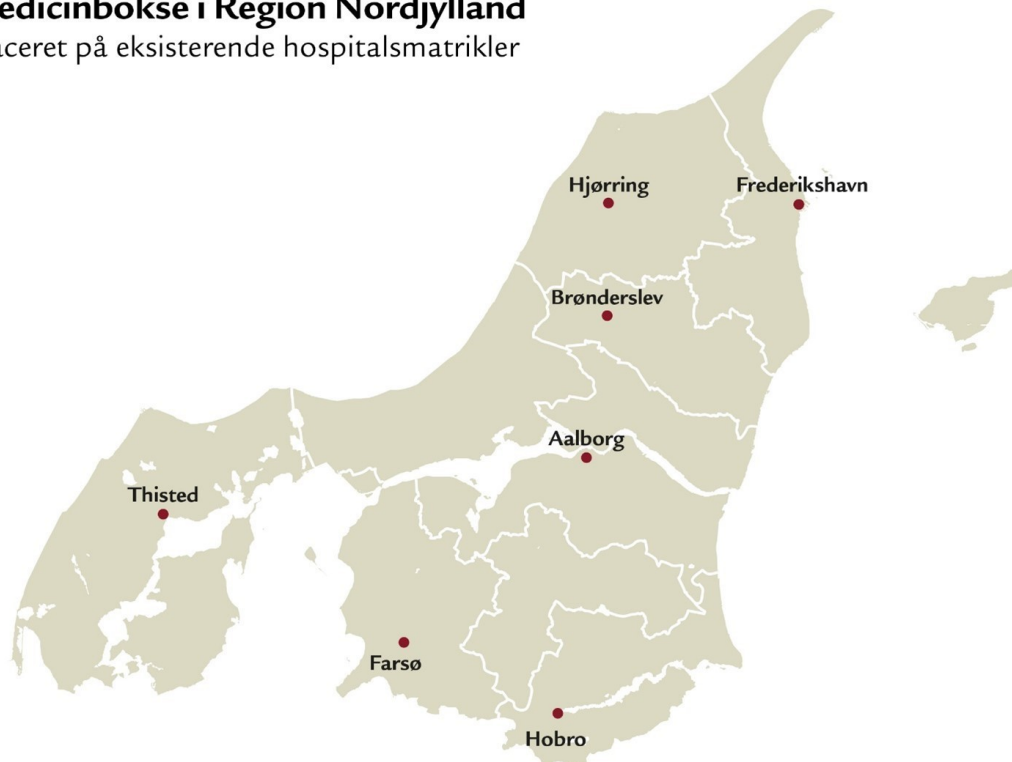 edicinbokse i Region Nordjylland
aceret på eksisterende hospitalsmatrikler
Hjørring
Frederikshavn
Brønderslev
Aalborg
Thisted
Farsø
Hobro